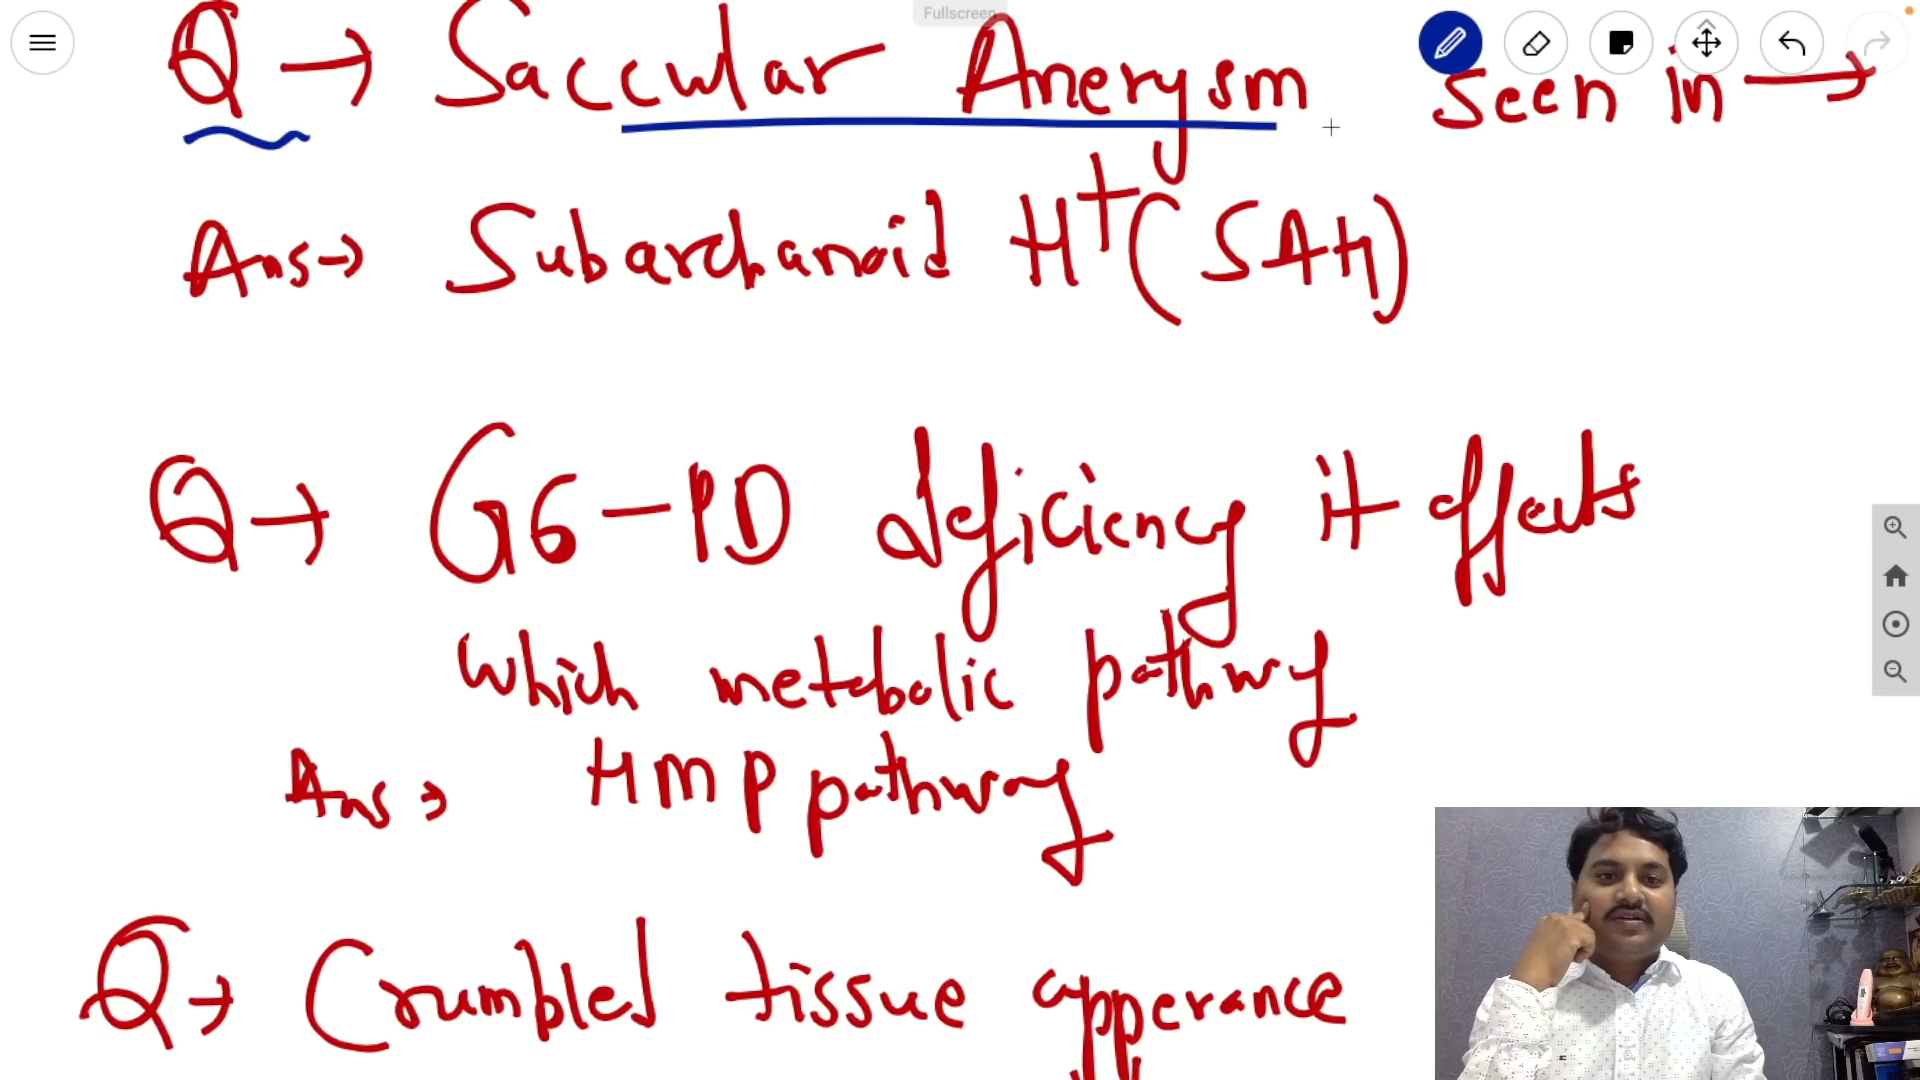 Fullscreen
Q → Saccular Anerysm seen in →
Ans → Subarchanoid H† (SAH)
Q → G6-PD deficiency it effects
which metabolic pathwy
Ans → HMP pathway
Q → Crumbled tissue apperance